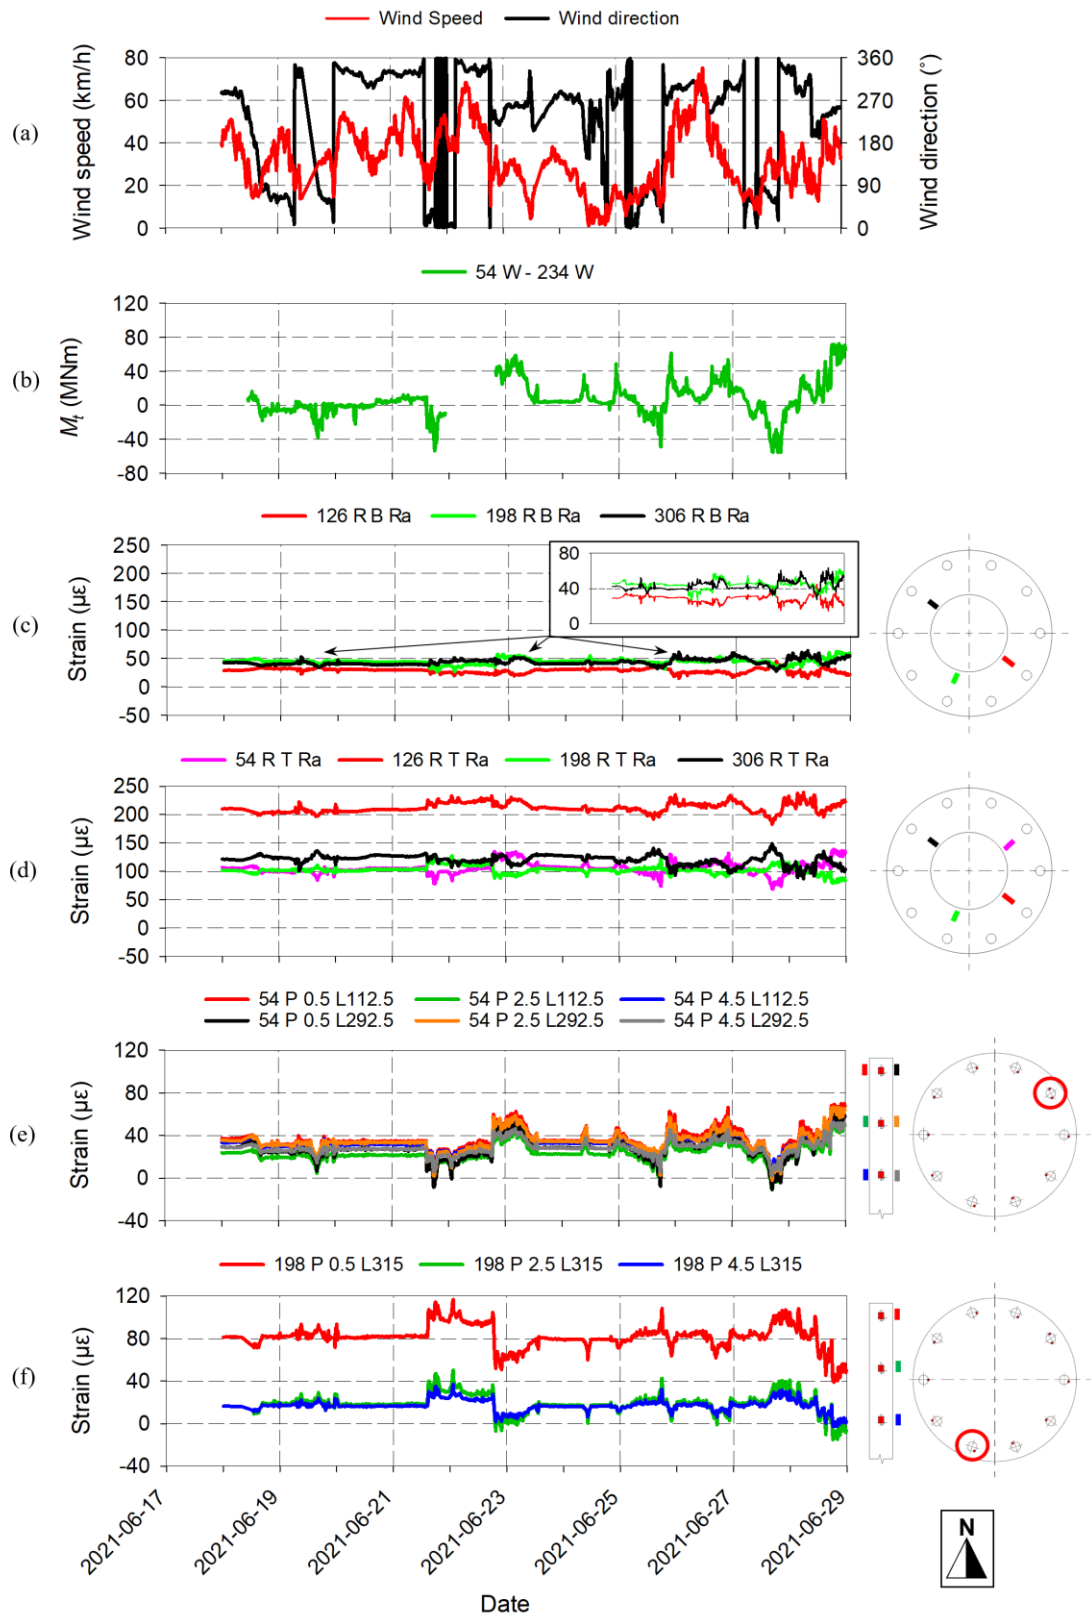 Wind Speed Wind direction
(a)
Wind speed (km/h)
80
60
40
20
0
360
270
180
90
0
Wind direction (°)
54 W - 234 W
(b)
Mt (MNm)
120
80
40
0
-40
-80
126 R B Ra 198 R B Ra 306 R B Ra
(c)
Strain (µε)
250
200
150
100
50
0
-50
80
40
0
54 R T Ra 126 R T Ra 198 R T Ra 306 R T Ra
(d)
Strain (µε)
250
200
150
100
50
0
-50
54 P 0.5 L112.5 54 P 2.5 L112.5 54 P 4.5 L112.5
54 P 0.5 L292.5 54 P 2.5 L292.5 54 P 4.5 L292.5
(e)
Strain (µε)
120
80
40
0
-40
198 P 0.5 L315 198 P 2.5 L315 198 P 4.5 L315
(f)
Strain (µε)
120
80
40
0
-40
2021-06-17
2021-06-19
2021-06-21
2021-06-23
2021-06-25
2021-06-27
2021-06-29
Date
N